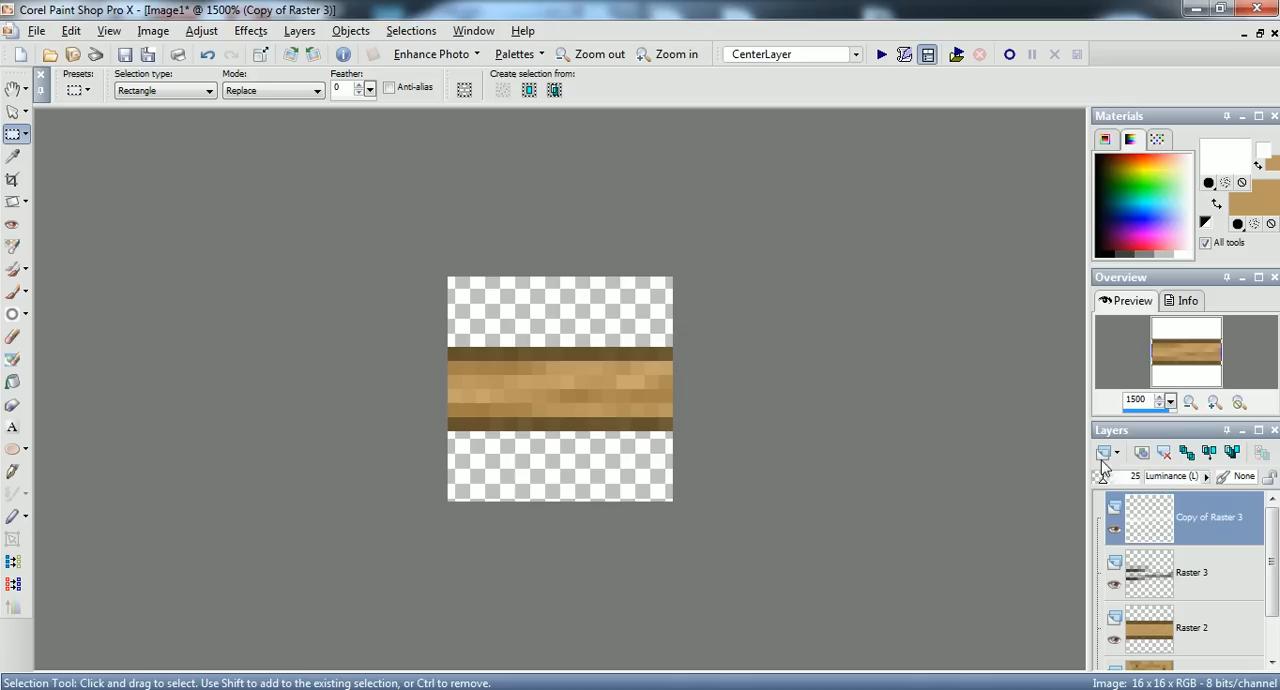 Corel Paint Shop Pro X - [Image1* @ 1500% (Copy of Raster 3)]
File Edit View Image Adjust Effects Layers Objects Selections Window Help
Enhance Photo Palettes Zoom out Zoom in CenterLayer
Presets: Selection type: Mode: Feather: Create selection from:
Rectangle Replace 0 Anti-alias
Materials
All tools
Overview
Preview Info
1500
Layers
25 Luminance (L) None
Copy of Raster 3
Raster 3
Raster 2
A
Selection Tool: Click and drag to select. Use Shift to add to the existing selection, or Ctrl to remove.
Image: 16 x 16 x RGB - 8 bits/channel